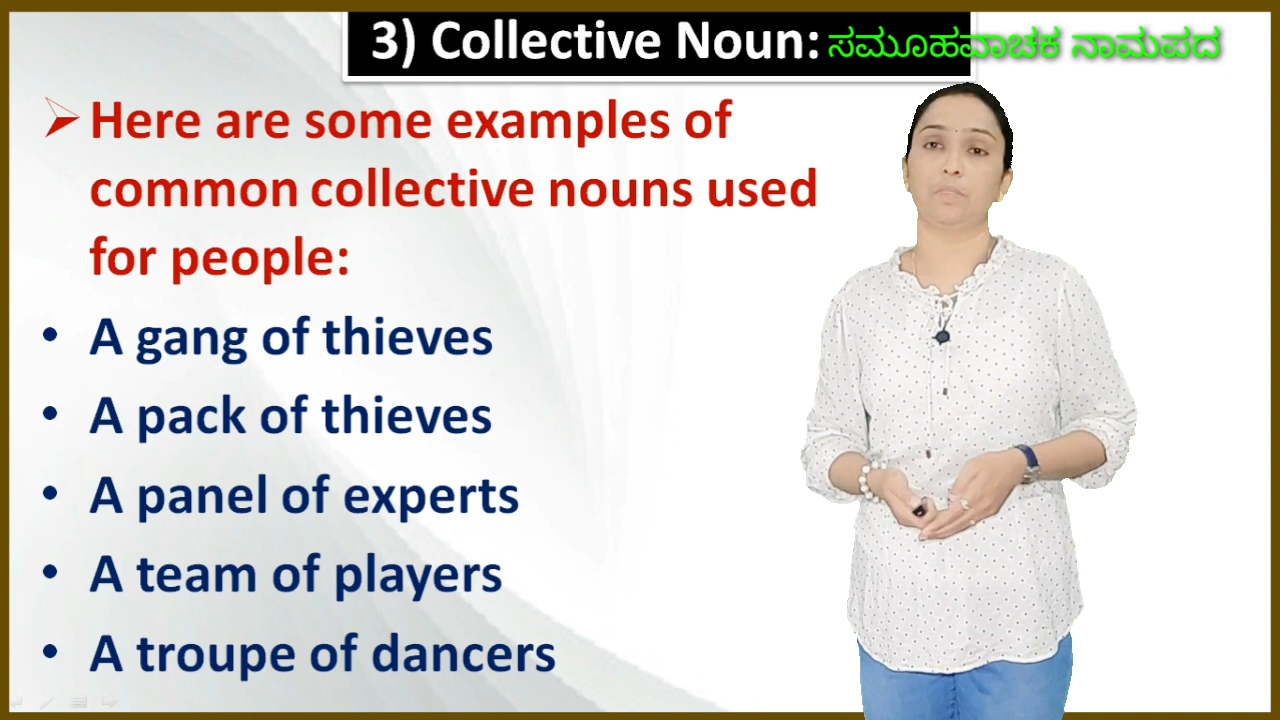 3) Collective Noun: ಸಮೂಹವಾಚಕ ನಾಮಪದ
Here are some examples of
common collective nouns used
for people:
• A gang of thieves
• A pack of thieves
• A panel of experts
• A team of players
• A troupe of dancers